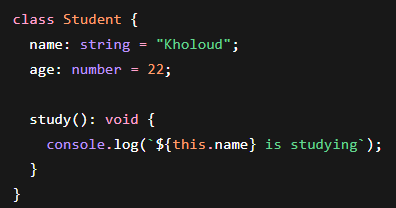 class Student {
  name: string = "Kholoud";
  age: number = 22;

  study(): void {
    console.log(`${this.name} is studying`);
  }
}